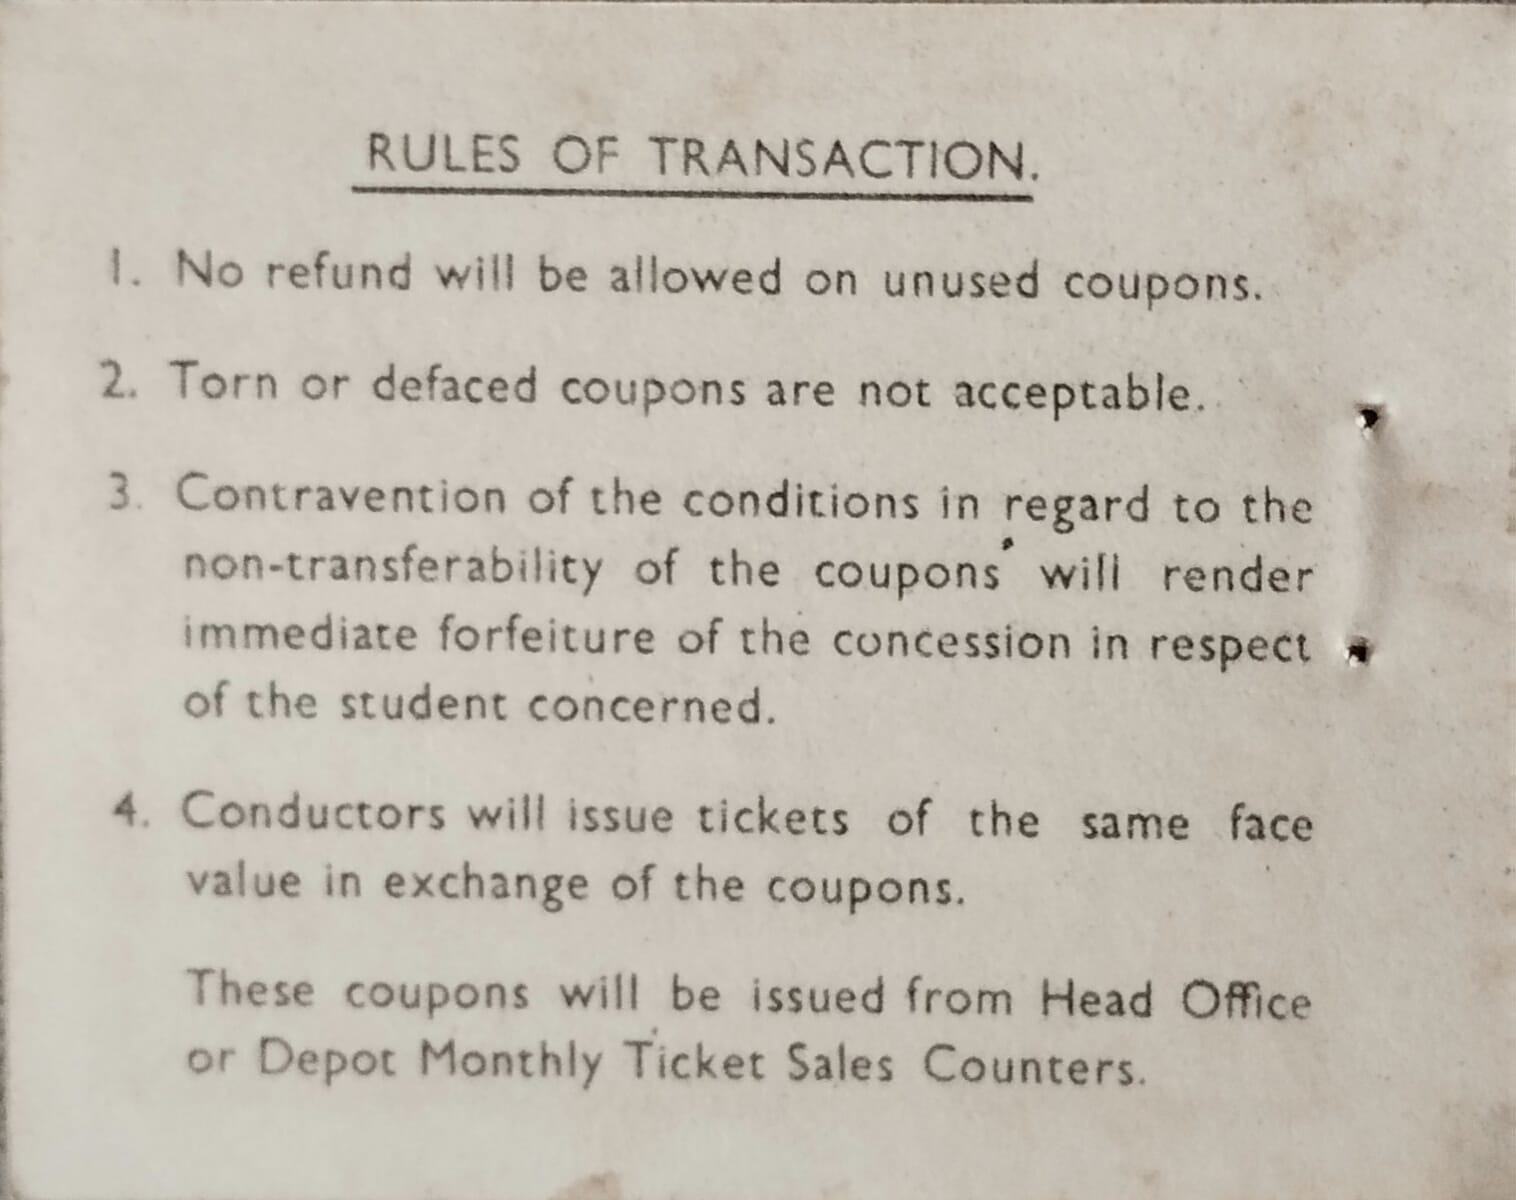 RULES OF TRANSACTION.
1. No refund will be allowed on unused coupons.
2. Torn or defaced coupons are not acceptable.
3. Contravention of the conditions in regard to the
non-transferability of the coupons will render
immediate forfeiture of the concession in respect
of the student concerned.
4. Conductors will issue tickets of the same face
value in exchange of the coupons.
These coupons will be issued from Head Office
or Depot Monthly Ticket Sales Counters.